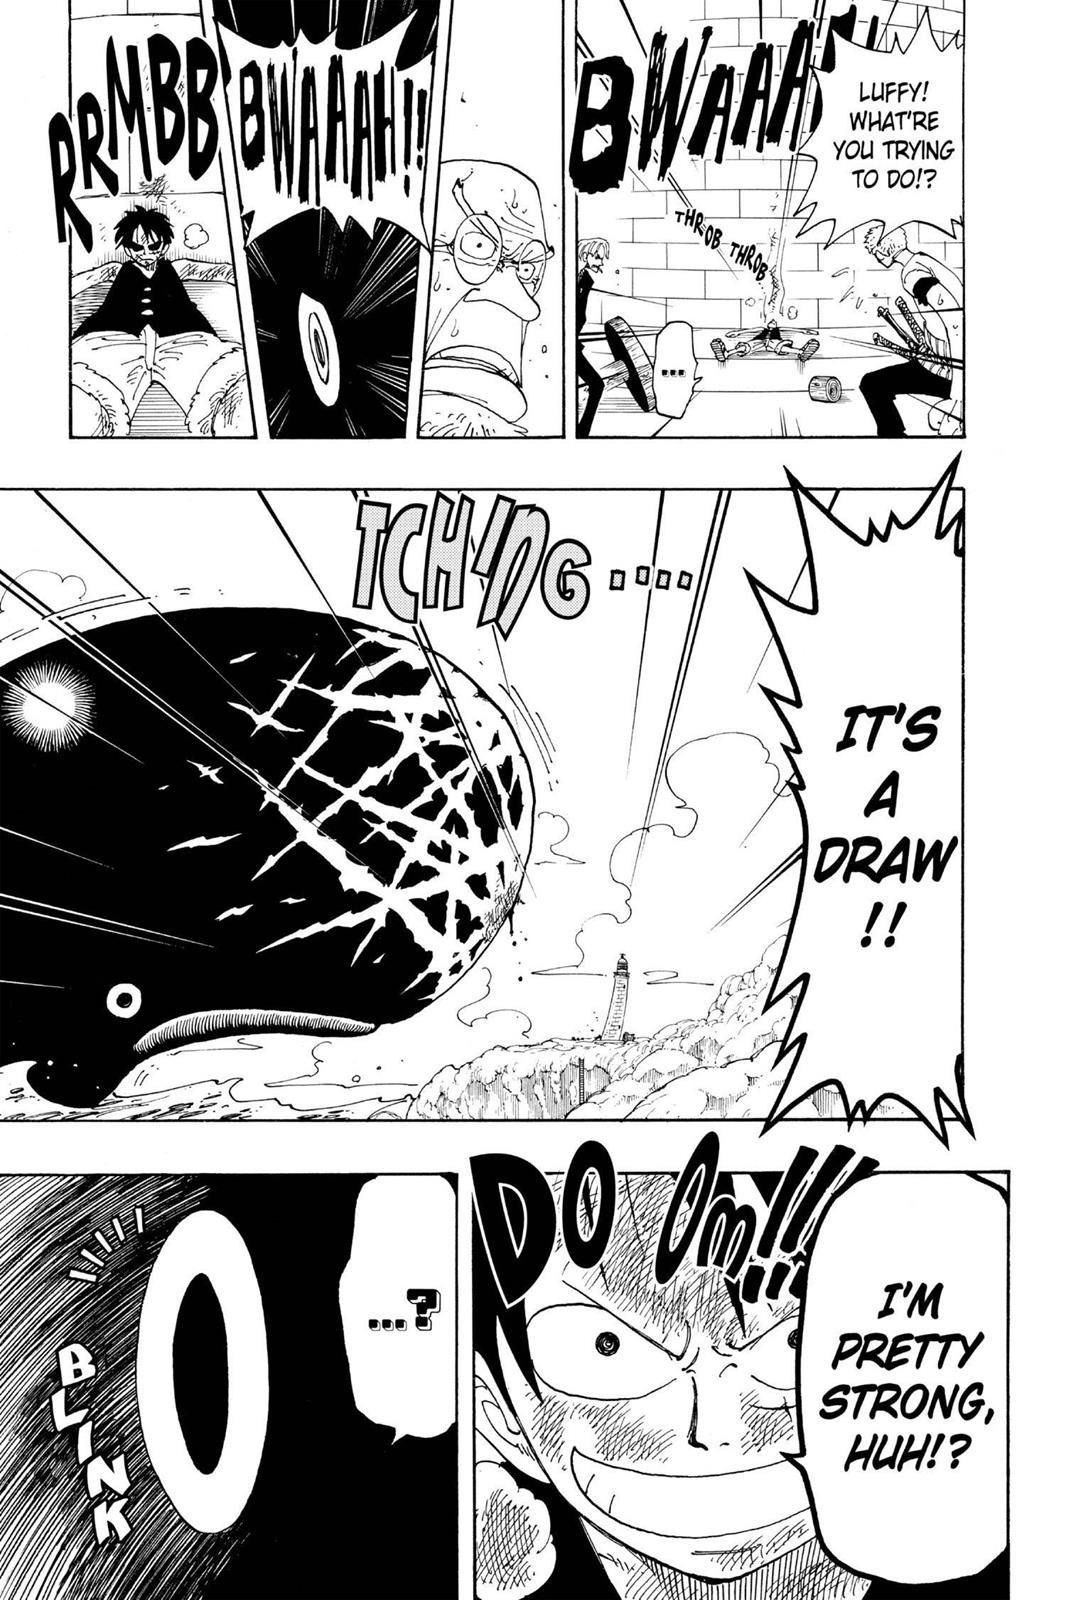 LUFFY!
WHAT'RE
YOU TRYING
TO DO!?
BWAAA
THROB THROB
...
BWAAAH!!
RRMBB
IT'S
A
DRAW
!!
TCHING....
I'M
PRETTY
STRONG,
HUH!?
DOOm!!!
...?
BLINK